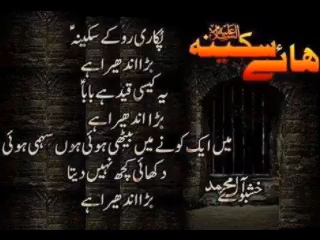 ہائے سکینہ
پکاری رو کے سکینہؑ
بڑا اندھیرا ہے
یہ کیسی قید ہے باباؑ
بڑا اندھیرا ہے
میں ایک کونے میں بیٹھی ہوئی ہوں سہمی ہوئی
دکھائی کچھ نہیں دیتا
بڑا اندھیرا ہے
خشبوآل محمد